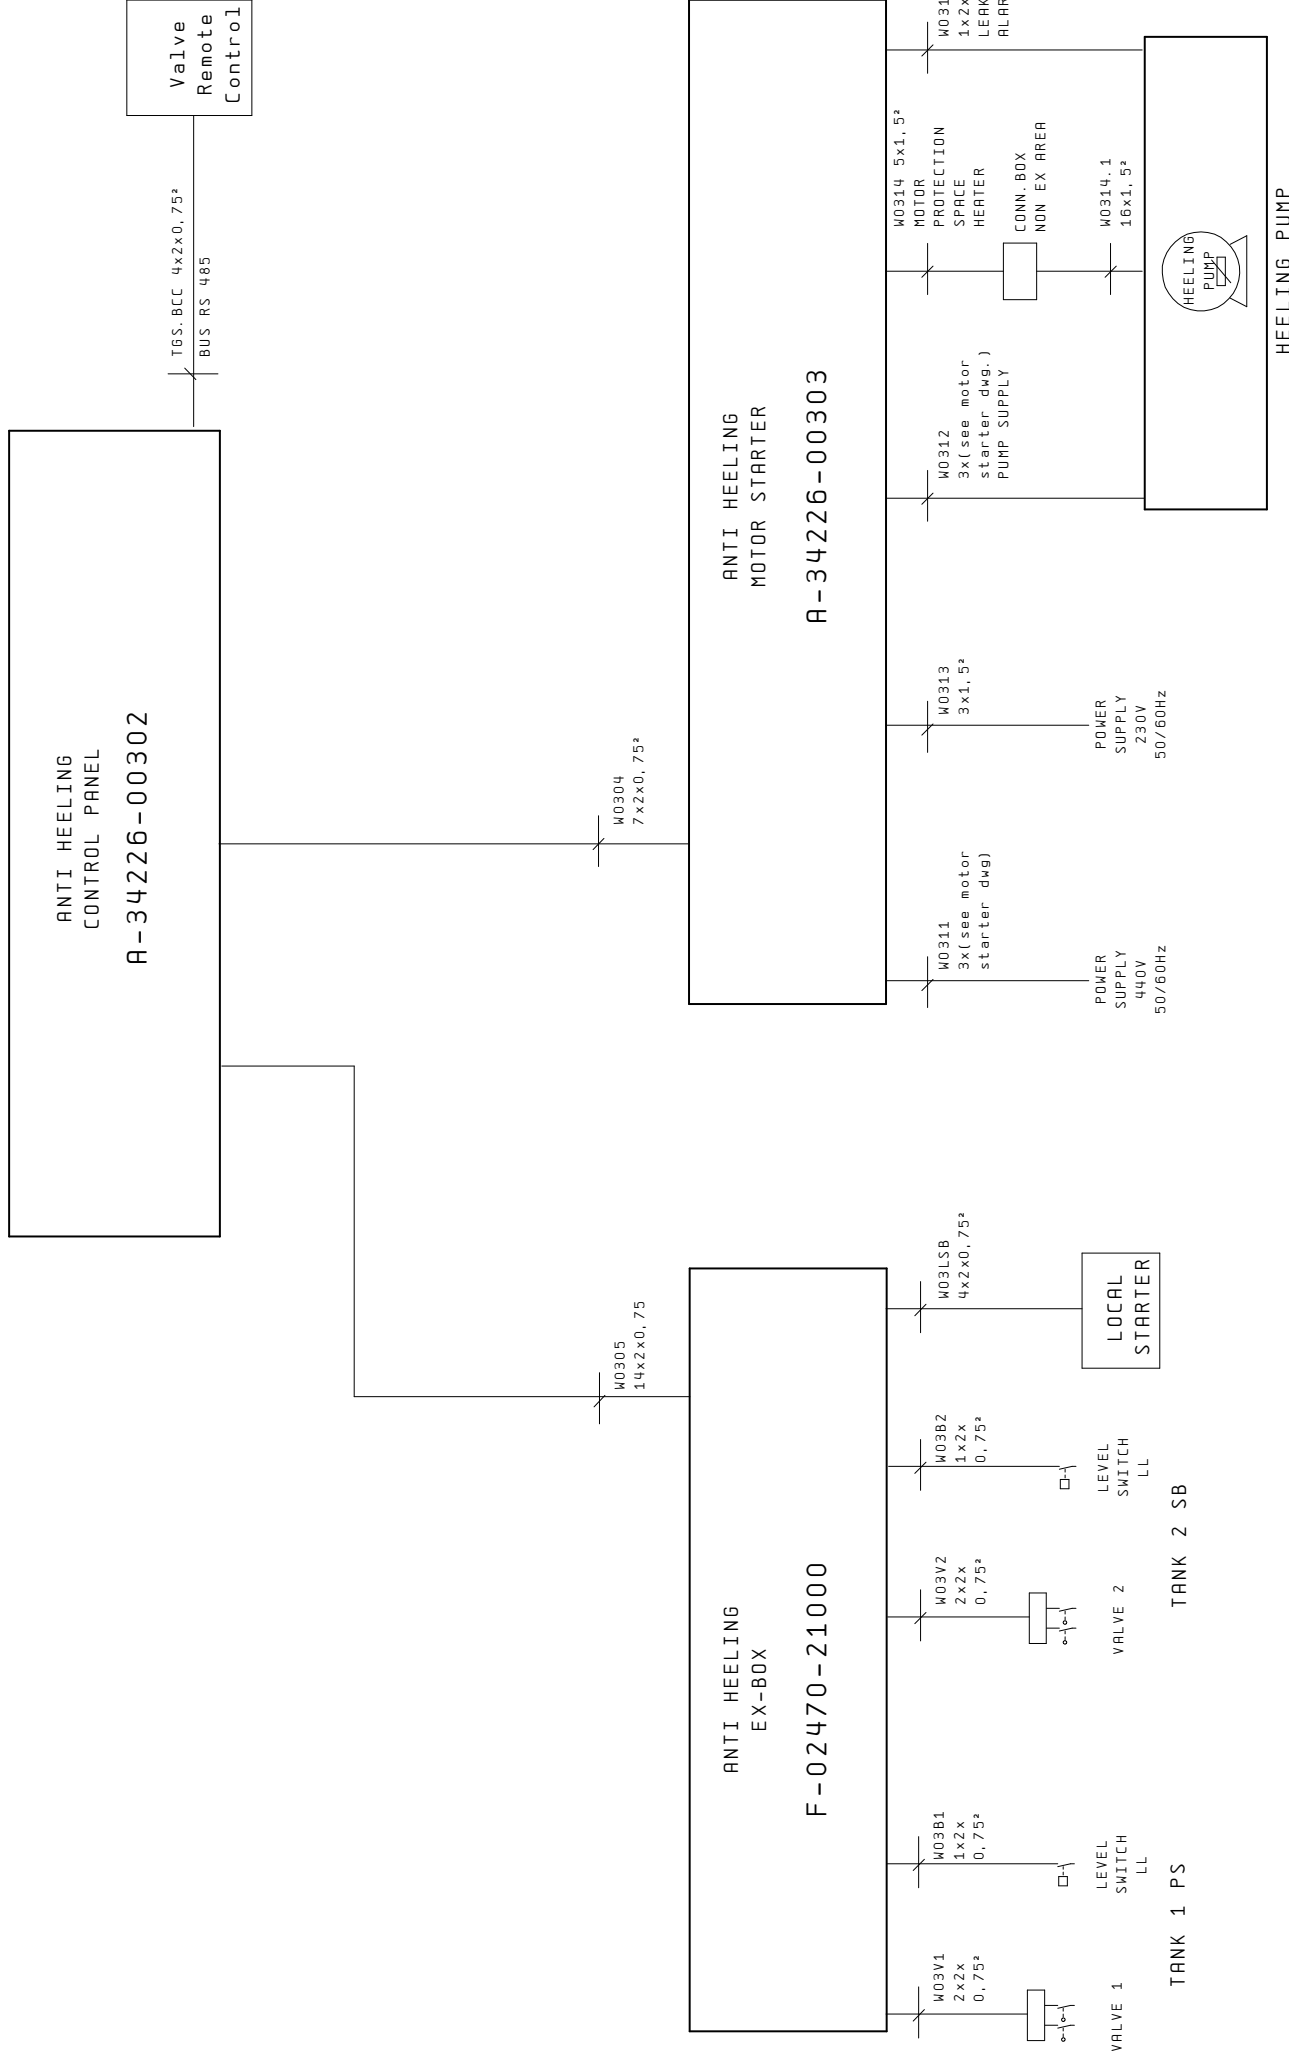 Valve
Remote
Control
TGS.BCC 4x2x0,75²
BUS RS 485
ANTI HEELING
CONTROL PANEL
A-34226-00302
W0304
7x2x0,75²
W0305
14x2x0,75
ANTI HEELING
EX-BOX
F-02470-21000
W03V1
2x2x
0,75²
VALVE 1
W03B1
1x2x
0,75²
LEVEL
SWITCH
LL
TANK 1 PS
W03V2
2x2x
0,75²
VALVE 2
W03B2
1x2x
0,75²
LEVEL
SWITCH
LL
TANK 2 SB
W03LSB
4x2x0,75²
LOCAL
STARTER
ANTI HEELING
MOTOR STARTER
A-34226-00303
W0311
3x(see motor
starter dwg)
POWER
SUPPLY
440V
50/60Hz
W0313
3x1,5²
POWER
SUPPLY
230V
50/60Hz
W0312
3x(see motor
starter dwg.)
PUMP SUPPLY
W0314 5x1,5²
MOTOR
PROTECTION
SPACE
HEATER
CONN.BOX
NON EX AREA
W0314.1
16x1,5²
W031
1x2x
LEAK
ALAR
HEELING
PUMP
HEELING PUMP